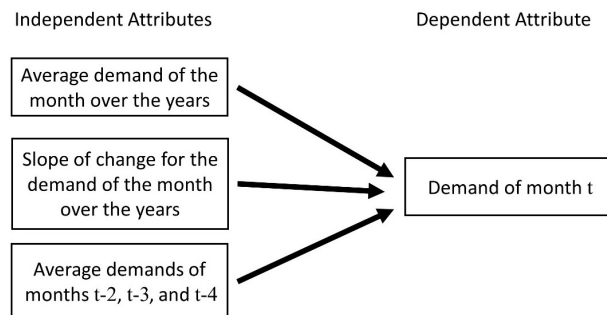 Independent Attributes
Dependent Attribute
Average demand of the
month over the years
Slope of change for the
demand of the month
over the years
Demand of month t
Average demands of
months t-2, t-3, and t-4